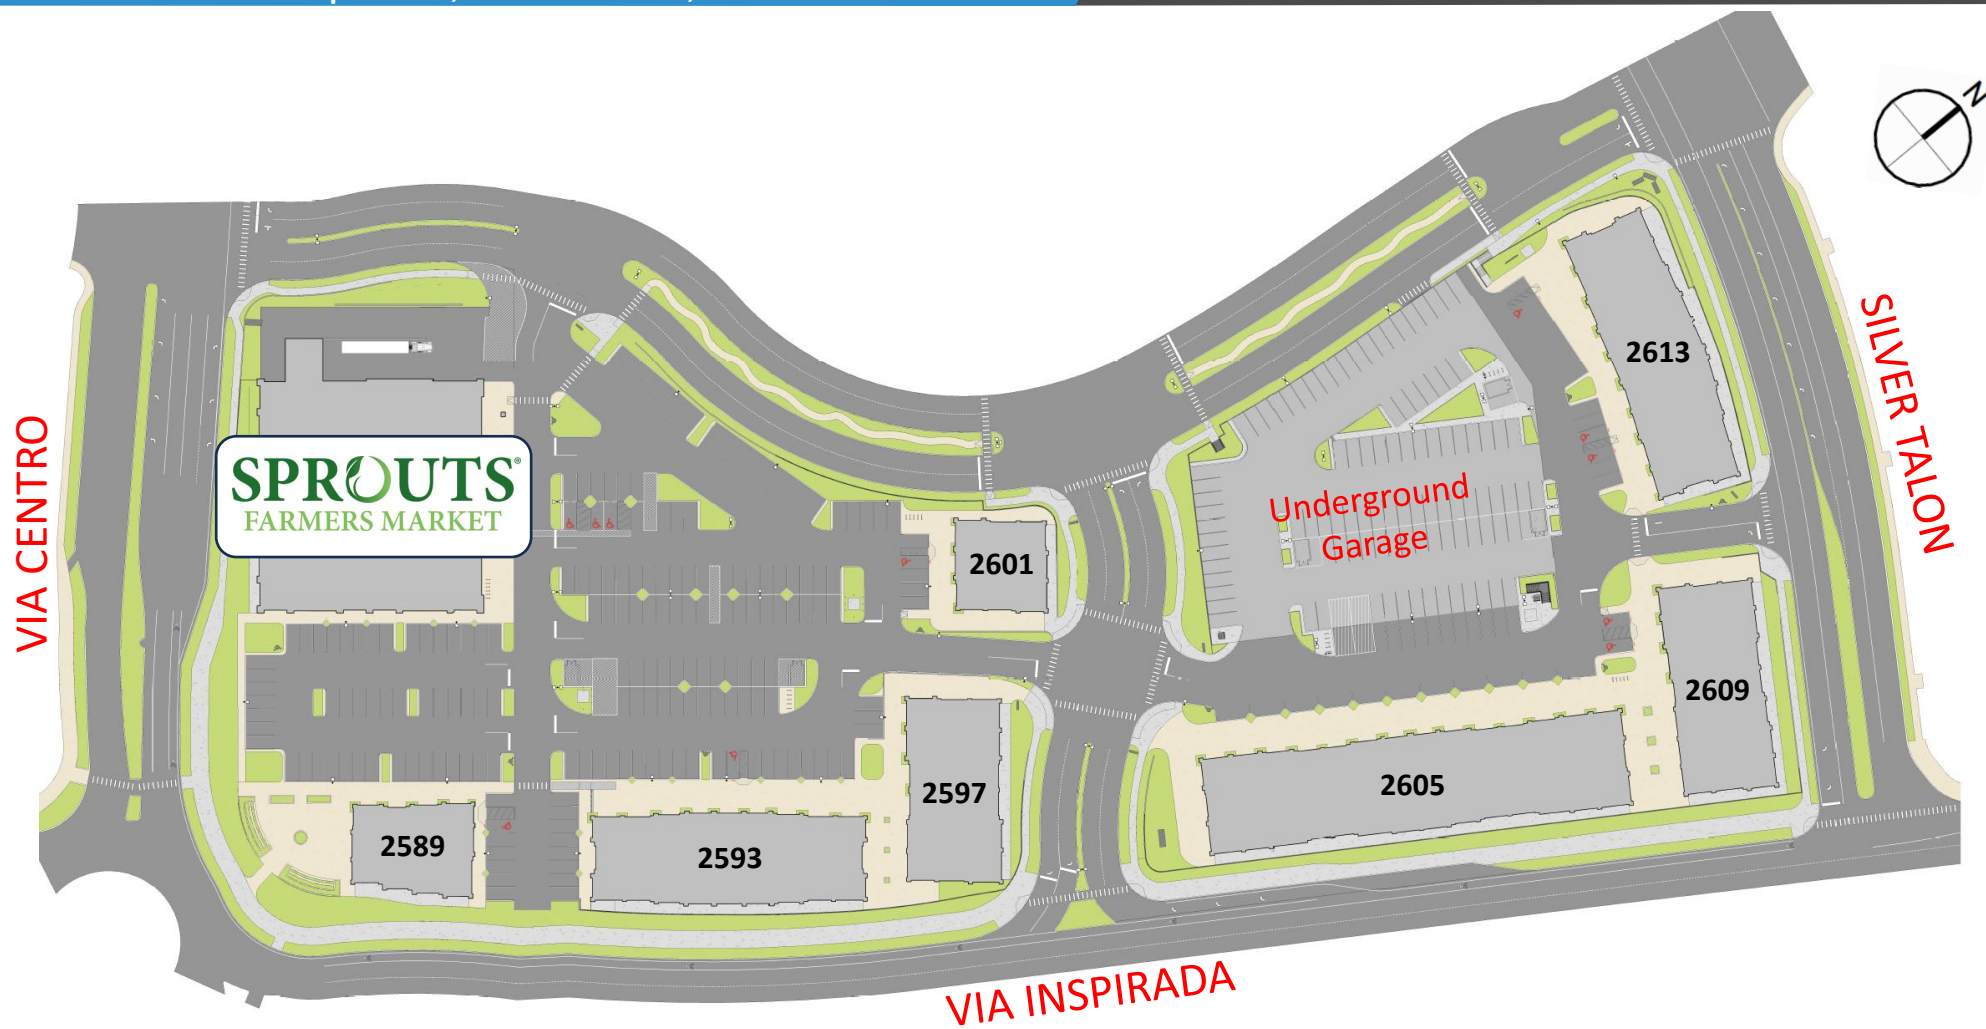 N
SILVER TALON
2613
VIA CENTRO
SPROUTS®
FARMERS MARKET
Underground
Garage
2601
2609
2605
2597
2589
2593
VIA INSPIRADA